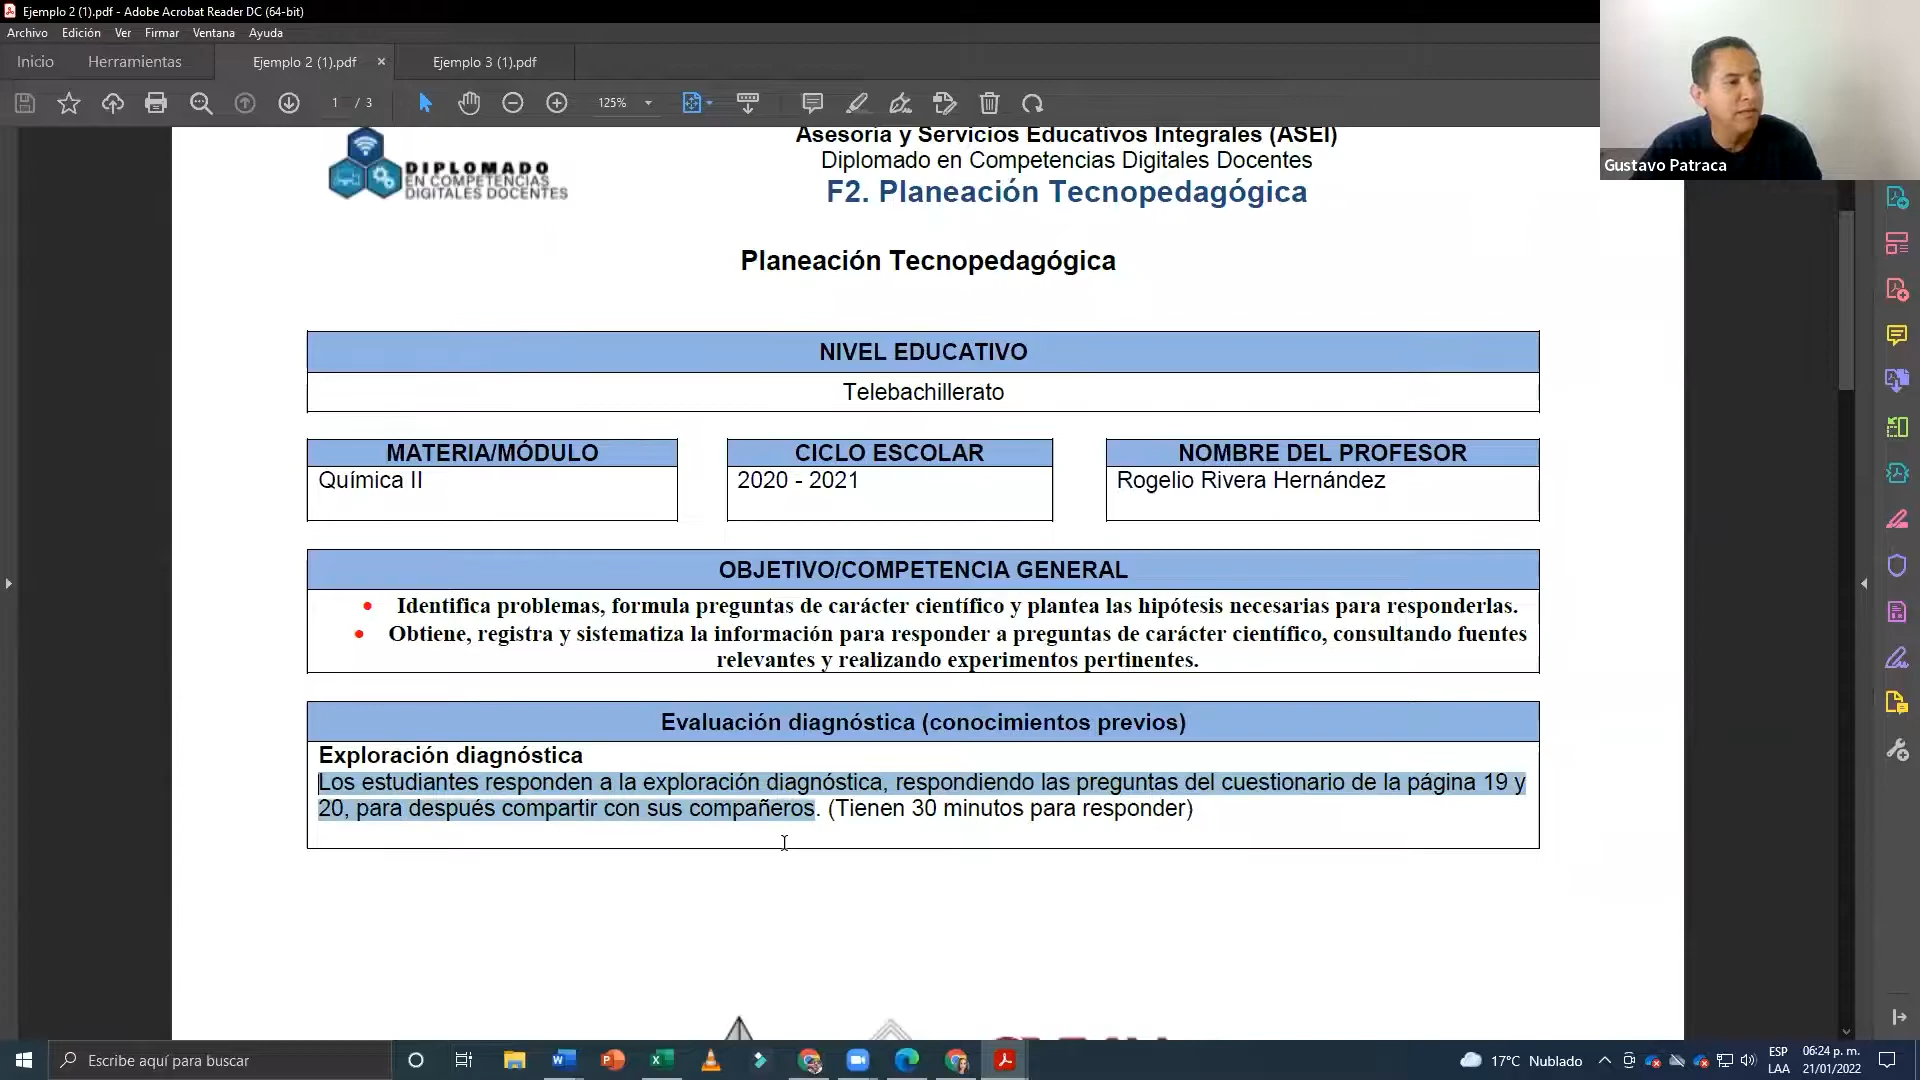 Ejemplo 2 (1).pdf - Adobe Acrobat Reader DC (64-bit)
Archivo Edición Ver Firmar Ventana Ayuda
Inicio Herramientas Ejemplo 2 (1).pdf × Ejemplo 3 (1).pdf
1 / 3 125%
Gustavo Patraca
DIPLOMADO
EN COMPETENCIAS
DIGITALES DOCENTES
Asesoría y Servicios Educativos Integrales (ASEI)
Diplomado en Competencias Digitales Docentes
F2. Planeación Tecnopedagógica
Planeación Tecnopedagógica
NIVEL EDUCATIVO
Telebachillerato
MATERIA/MÓDULO CICLO ESCOLAR NOMBRE DEL PROFESOR
Química II 2020 - 2021 Rogelio Rivera Hernández
OBJETIVO/COMPETENCIA GENERAL
• Identifica problemas, formula preguntas de carácter científico y plantea las hipótesis necesarias para responderlas.
• Obtiene, registra y sistematiza la información para responder a preguntas de carácter científico, consultando fuentes
relevantes y realizando experimentos pertinentes.
Evaluación diagnóstica (conocimientos previos)
Exploración diagnóstica
Los estudiantes responden a la exploración diagnóstica, respondiendo las preguntas del cuestionario de la página 19 y
20, para después compartir con sus compañeros. (Tienen 30 minutos para responder)
Escribe aquí para buscar
17°C Nublado
ESP
LAA
06:24 p. m.
21/01/2022